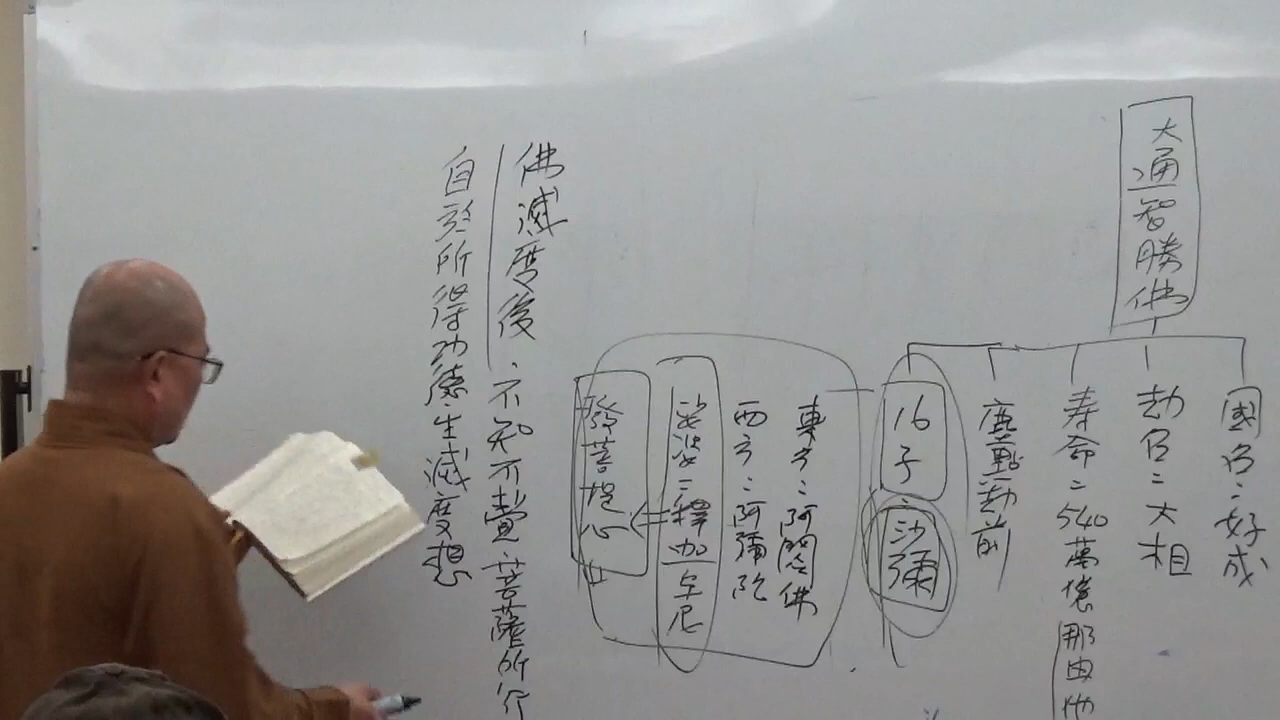 大通智勝佛
國名：好成
劫名：大相
壽命：540萬億那由他
塵點劫前
16子
沙彌
東方：阿閦佛
西方：阿彌陀
娑婆：釋迦牟尼
發菩提心
佛滅度後．不知不覺菩薩所行
自於所得功德生滅度想